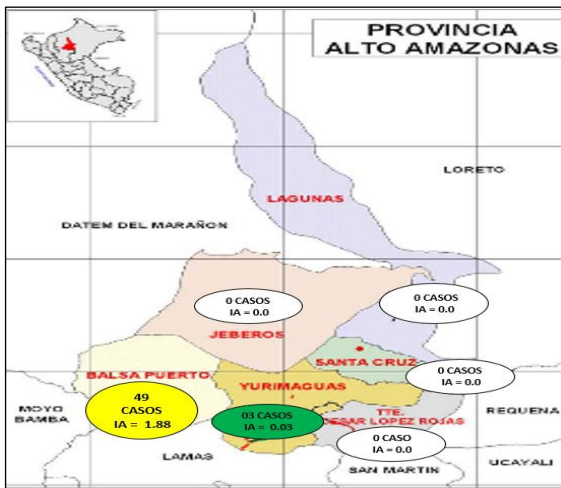 PROVINCIA
ALTO AMAZONAS
LORETO
LAGUNAS
DATEM DEL MARAÑON
0 CASOS
IA = 0.0
JEBEROS
0 CASOS
IA = 0.0
SANTA CRUZ
0 CASOS
IA = 0.0
BALSA PUERTO
YURIMAGUAS
49
CASOS
IA = 1.88
MOYO
BAMBA
03 CASOS
IA = 0.03
TTE.
ESAR LOPEZ ROJAS
REQUENA
0 CASO
IA = 0.0
LAMAS
SAN MARTIN
UCAYALI